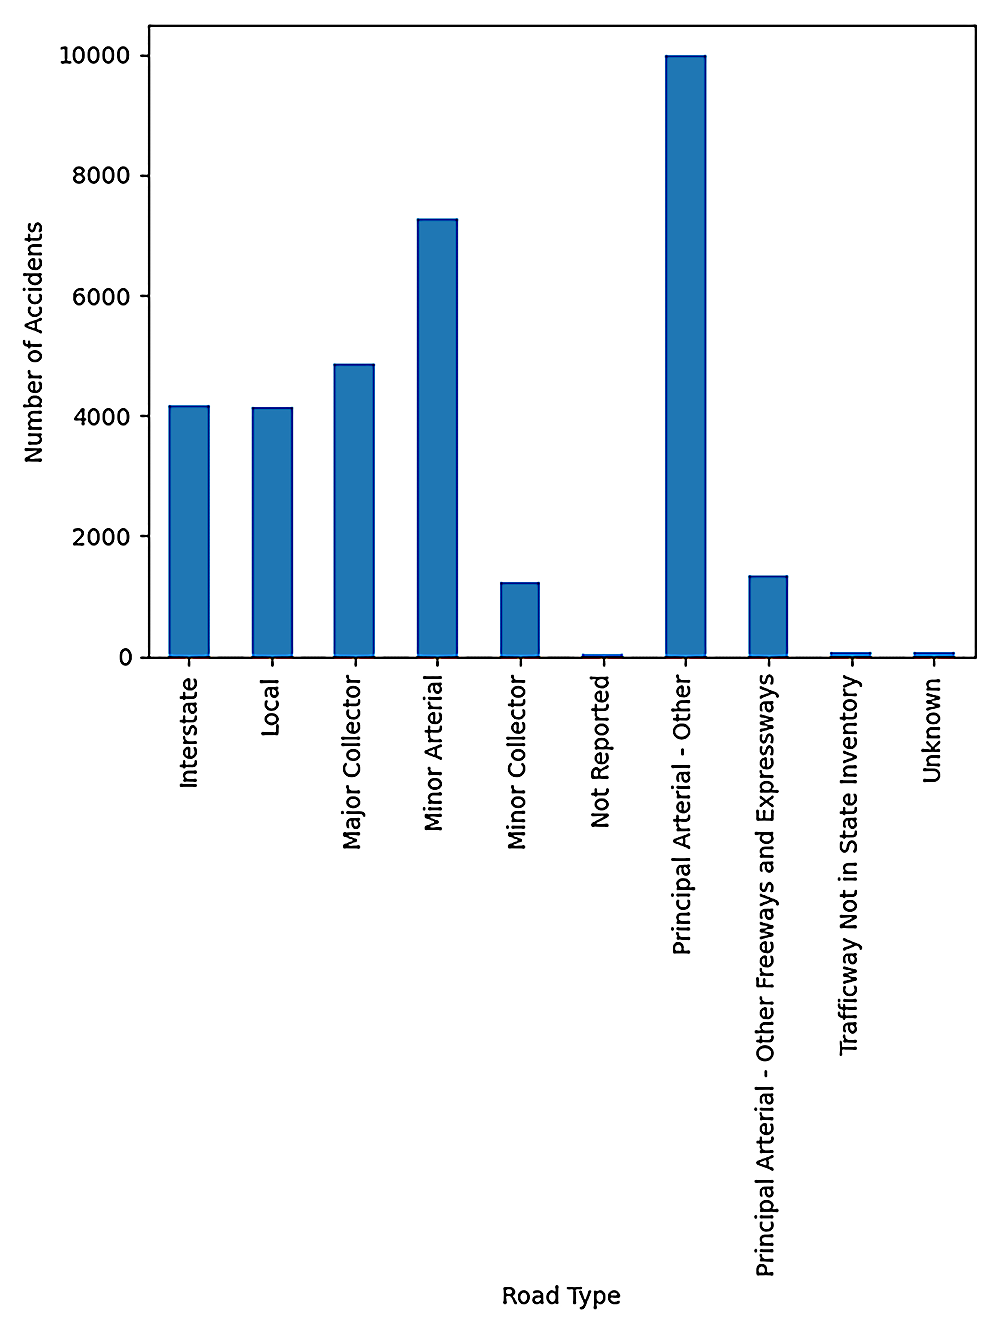 Number of Accidents
10000
8000
6000
4000
2000
0
Interstate
Local
Major Collector
Minor Arterial
Minor Collector
Not Reported
Principal Arterial - Other
Principal Arterial - Other Freeways and Expressways
Trafficway Not in State Inventory
Unknown
Road Type